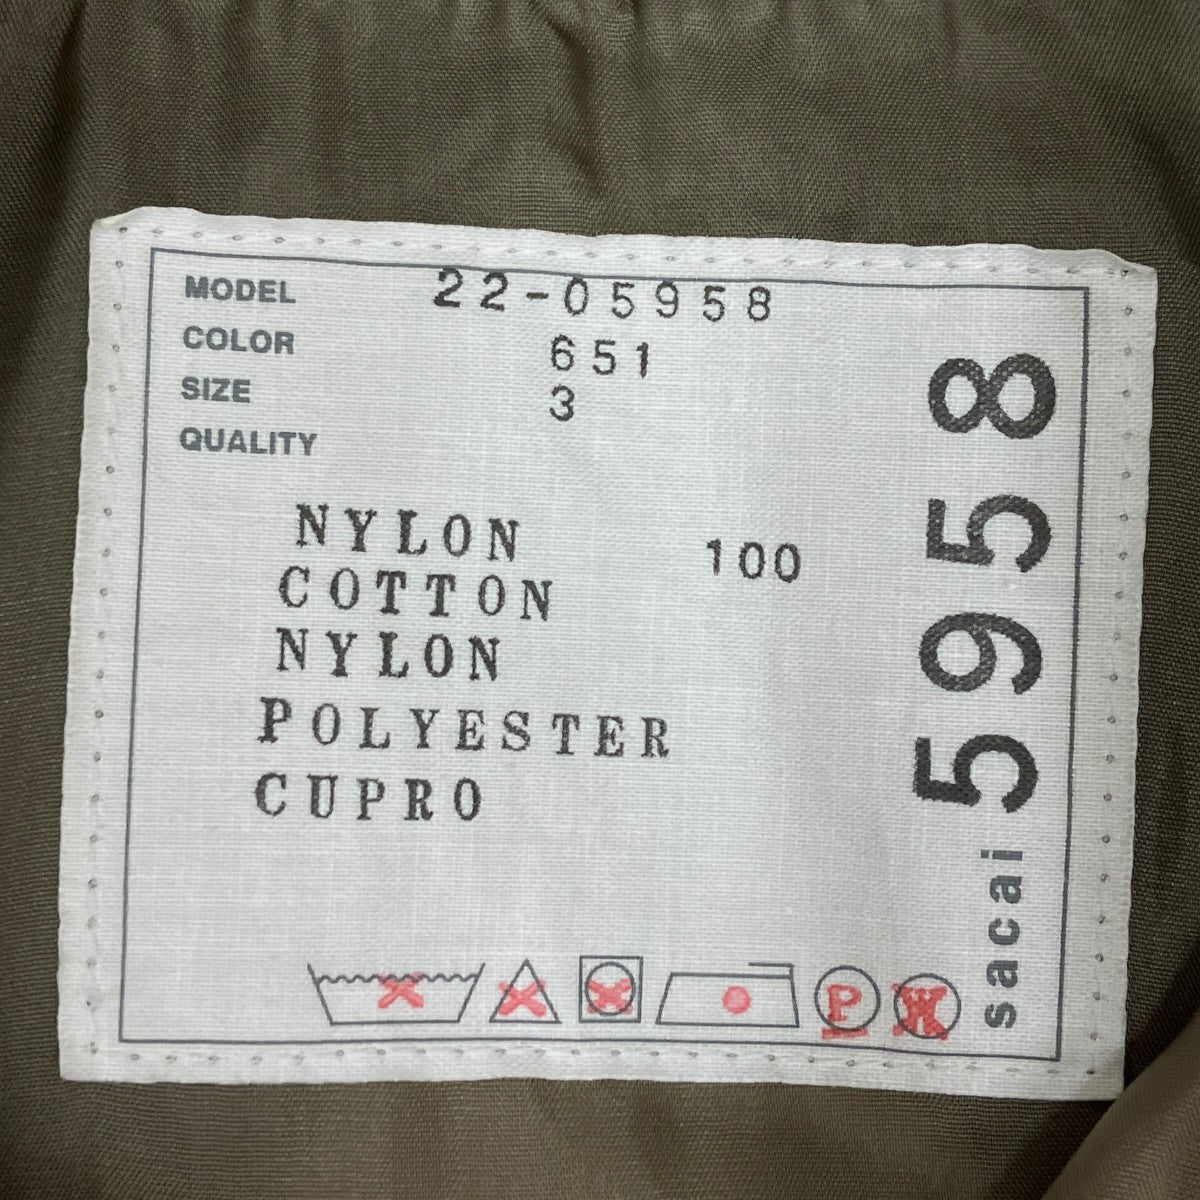 MODEL 22-05958
COLOR 651
SIZE 3
QUALITY
NYLON 100
COTTON
NYLON
POLYESTER
CUPRO
P
W
sacai 5958